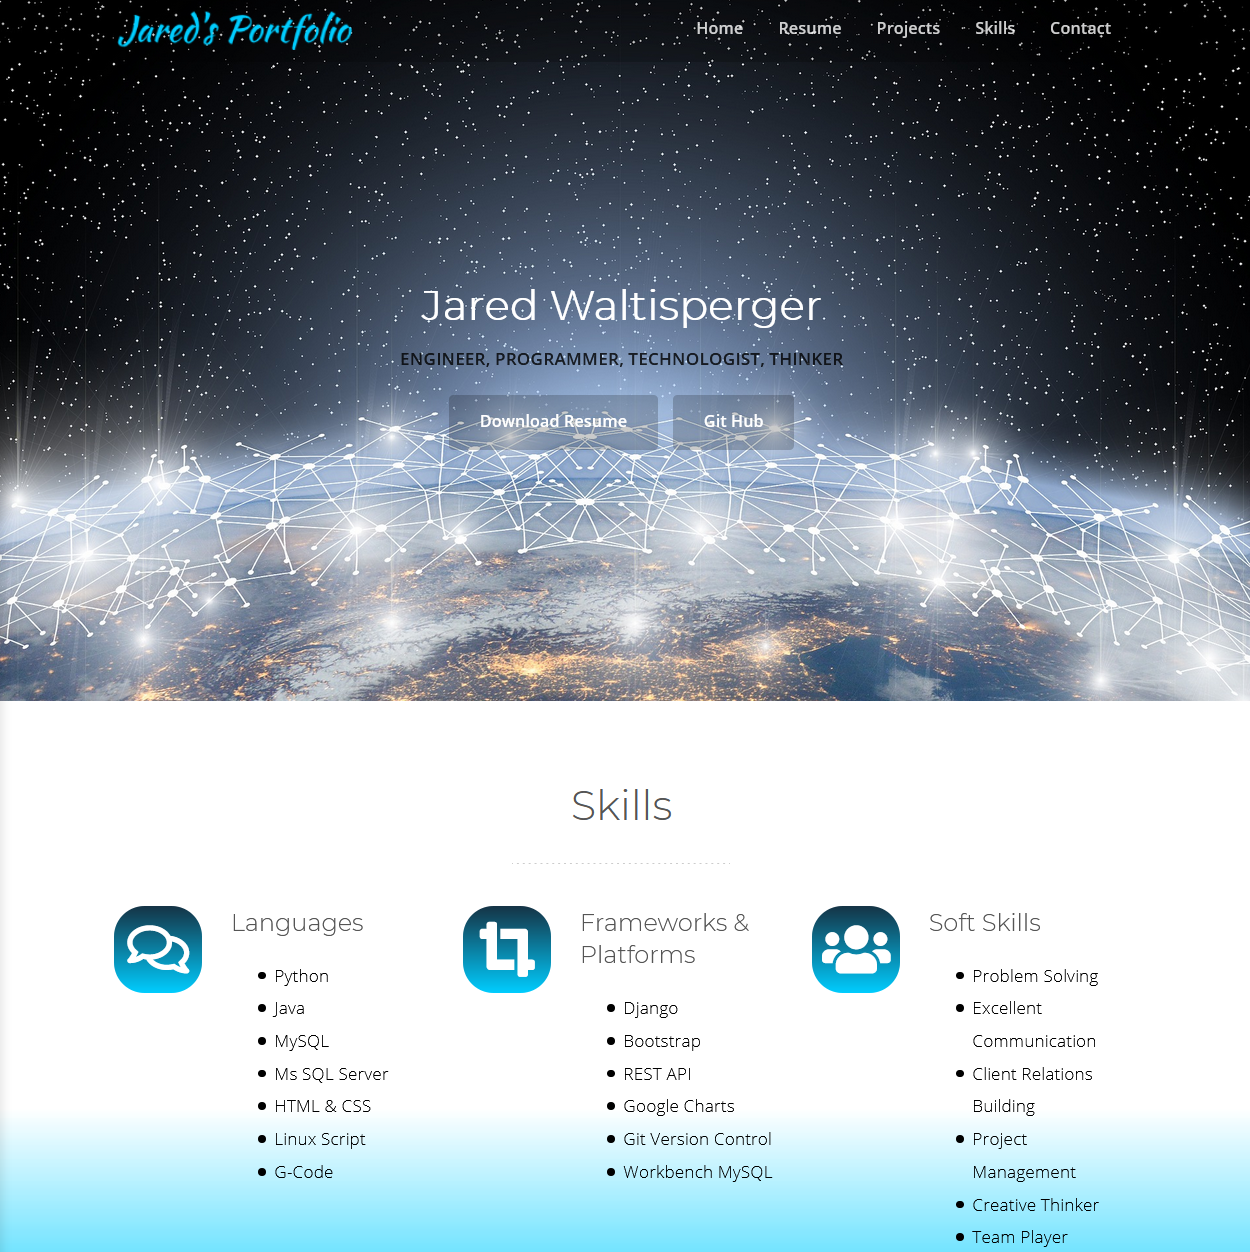 Jared's Portfolio
Home Resume Projects Skills Contact
Jared Waltisperger
ENGINEER, PROGRAMMER, TECHNOLOGIST, THINKER
Download Resume Git Hub
Skills
Languages
Python
Java
MySQL
Ms SQL Server
HTML & CSS
Linux Script
G-Code
Frameworks &
Platforms
Django
Bootstrap
REST API
Google Charts
Git Version Control
Workbench MySQL
Soft Skills
Problem Solving
Excellent
Communication
Client Relations
Building
Project
Management
Creative Thinker
Team Player